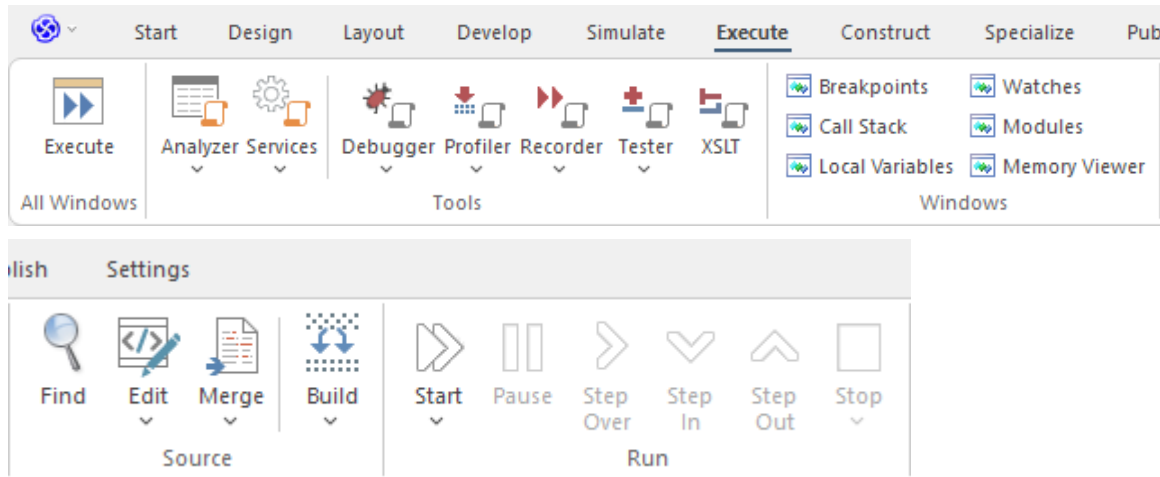 Start Design Layout Develop Simulate Execute Construct Specialize Pub
Execute Analyzer Services Debugger Profiler Recorder Tester XSLT
Breakpoints Watches
Call Stack Modules
Local Variables Memory Viewer
All Windows Tools Windows
lish Settings
Find Edit Merge Build Start Pause Step Over Step In Step Out Stop
Source Run